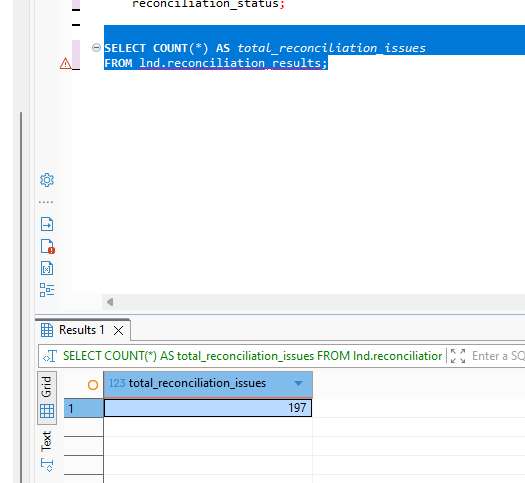 reconciliation_status;
SELECT COUNT(*) AS total_reconciliation_issues
FROM lnd.reconciliation_results;
Results 1
SELECT COUNT(*) AS total_reconciliation_issues FROM lnd.reconciliation
Enter a SQ
Grid
Text
123 total_reconciliation_issues
1
197